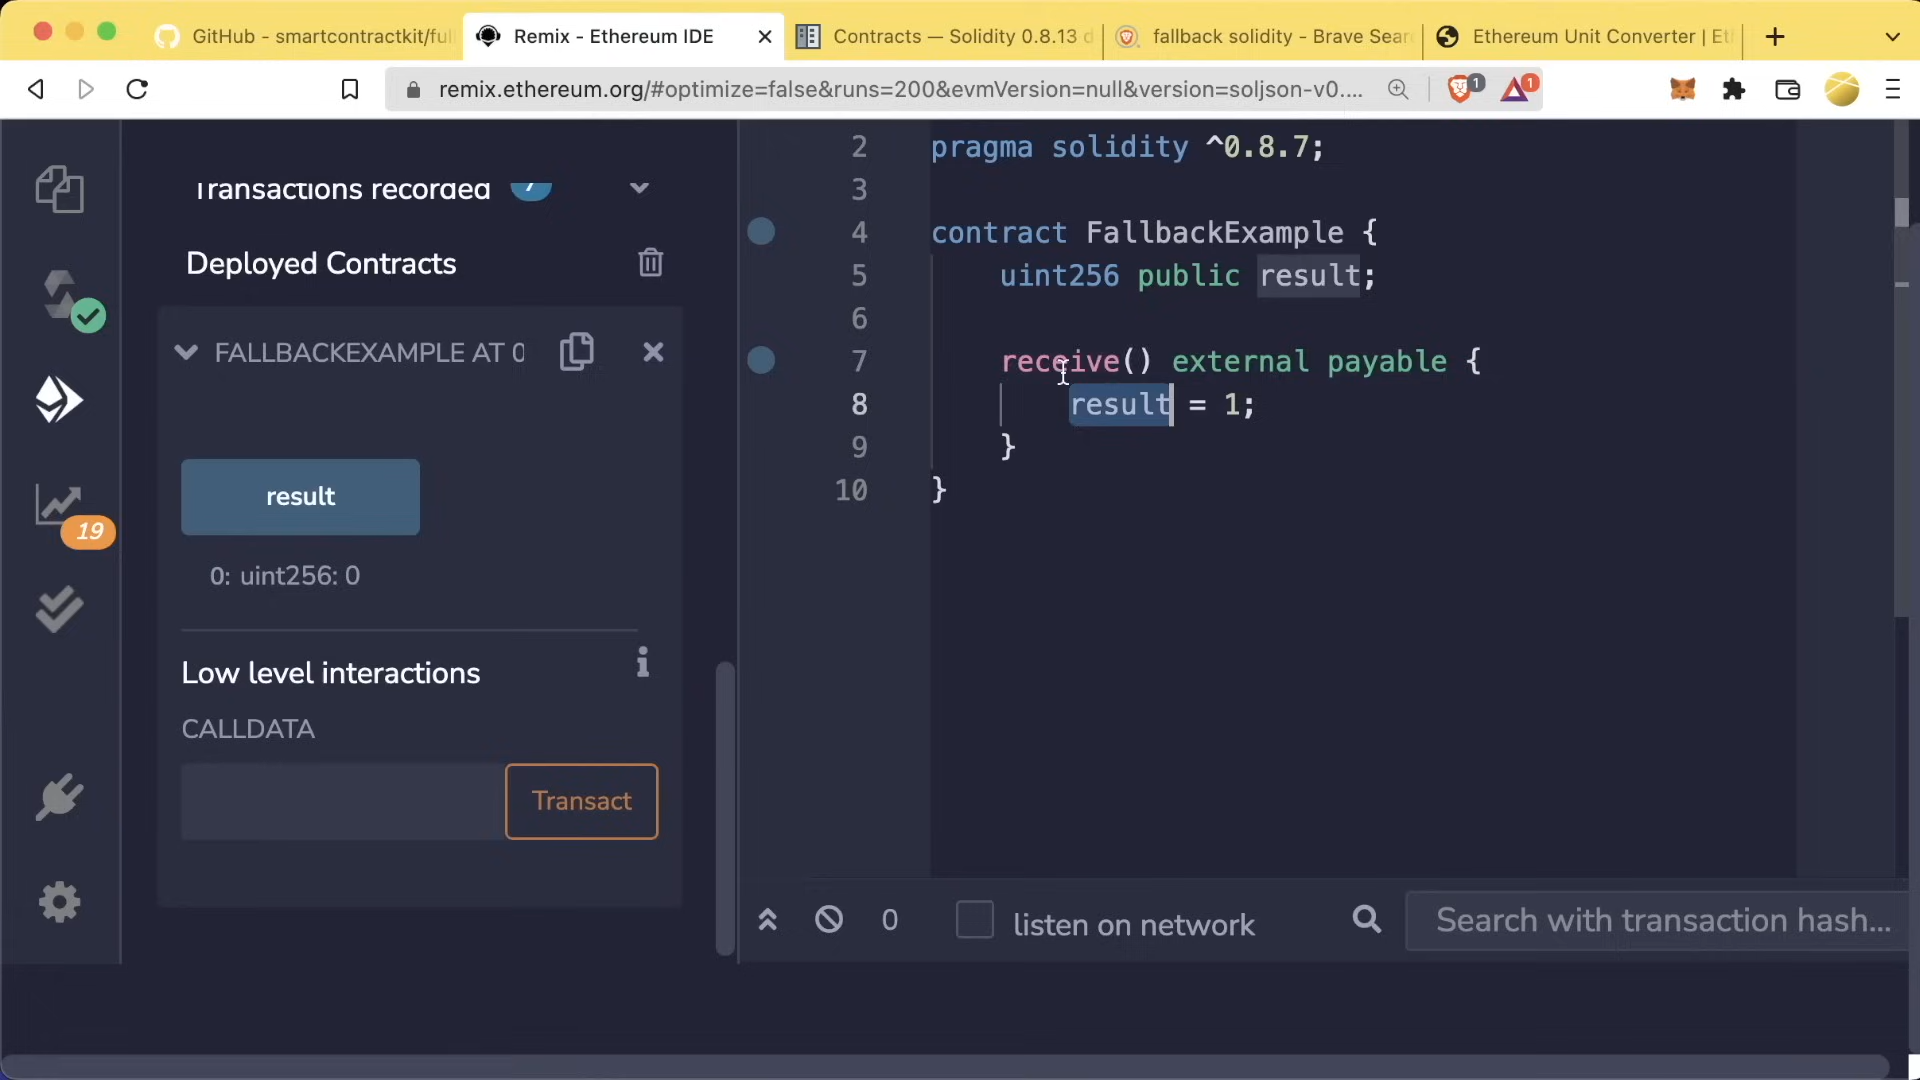 GitHub - smartcontractkit/full
Remix - Ethereum IDE
Contracts — Solidity 0.8.13 d
fallback solidity - Brave Sear
Ethereum Unit Converter | Et
remix.ethereum.org/#optimize=false&runs=200&evmVersion=null&version=soljson-v0....
1
1
Transactions recorded 7
Deployed Contracts
FALLBACKEXAMPLE AT 0
result
0: uint256: 0
Low level interactions
i
CALLDATA
Transact
19
2 pragma solidity ^0.8.7;
3
4 contract FallbackExample {
5 uint256 public result;
6
7 receive() external payable {
8 result = 1;
9 }
10 }
0
listen on network
Search with transaction hash...